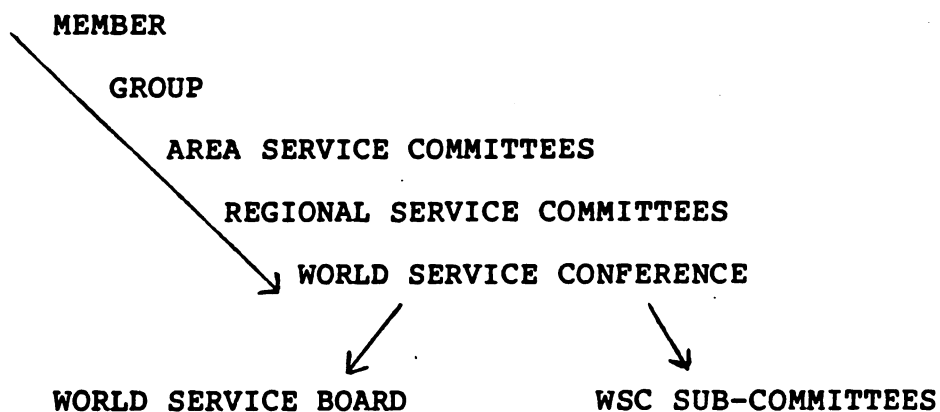 MEMBER
GROUP
AREA SERVICE COMMITTEES
REGIONAL SERVICE COMMITTEES
WORLD SERVICE CONFERENCE
WORLD SERVICE BOARD WSC SUB-COMMITTEES